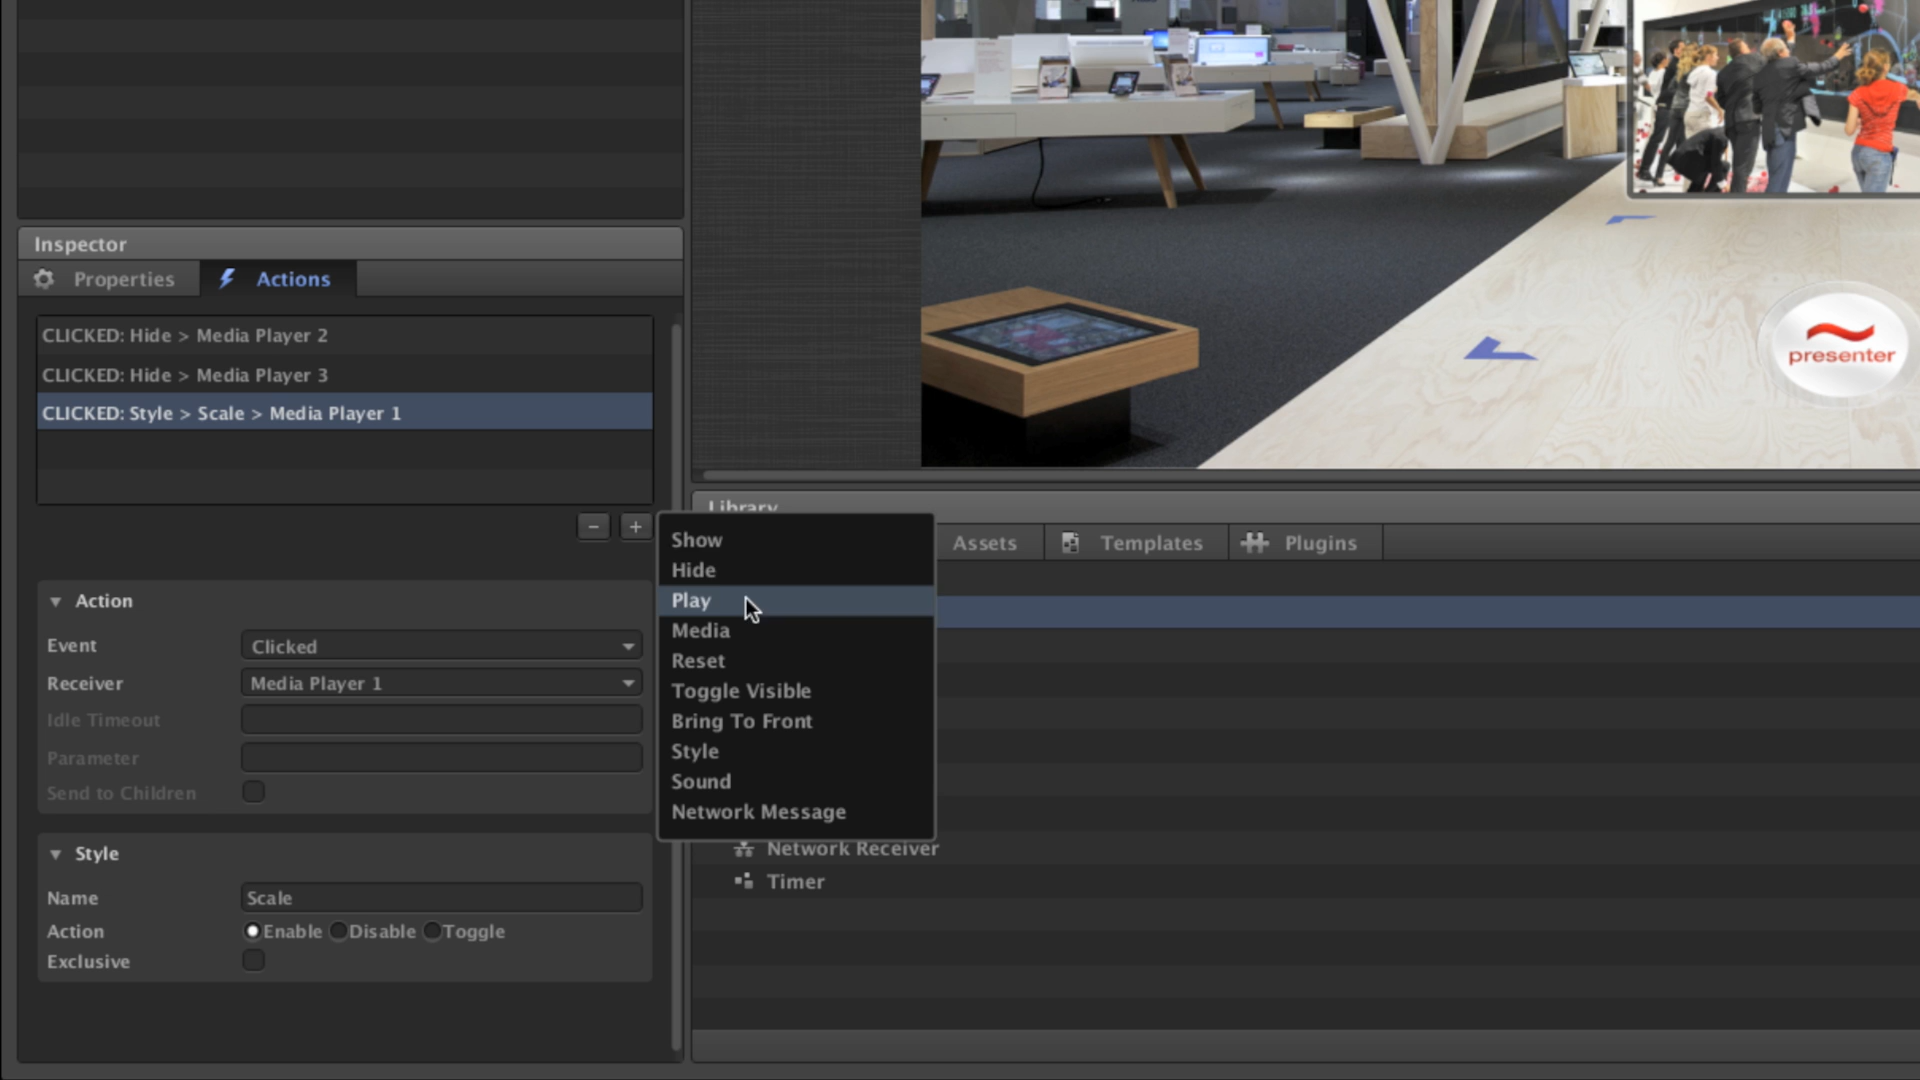 Inspector
Properties
Actions
CLICKED: Hide > Media Player 2
CLICKED: Hide > Media Player 3
CLICKED: Style > Scale > Media Player 1
−
+
Action
Event
Clicked
Receiver
Media Player 1
Idle Timeout
Parameter
Send to Children
Style
Name
Scale
Action
Enable
Disable
Toggle
Exclusive
presenter
Library
Assets
Templates
Plugins
Show
Hide
Play
Media
Reset
Toggle Visible
Bring To Front
Style
Sound
Network Message
Network Receiver
Timer